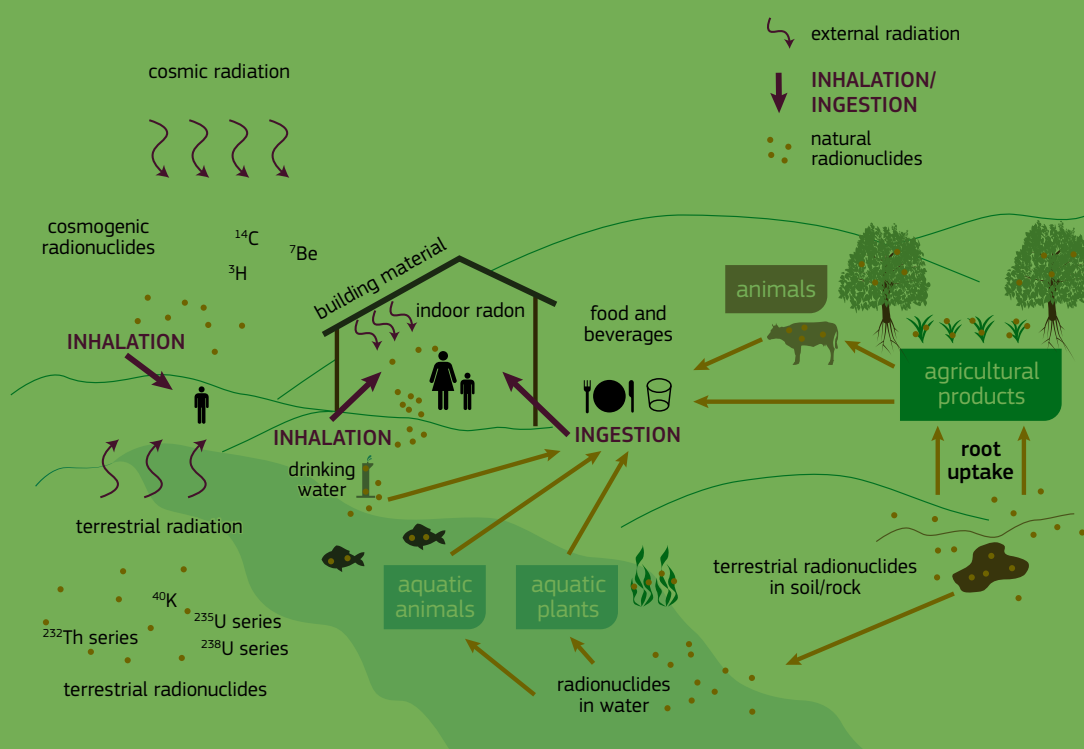 external radiation
INHALATION/
INGESTION
natural
radionuclides
cosmic radiation
cosmogenic
radionuclides
¹⁴C
⁷Be
³H
building material
indoor radon
INHALATION
food and
beverages
animals
agricultural
products
INHALATION
INGESTION
root
uptake
drinking
water
terrestrial radiation
aquatic
animals
aquatic
plants
terrestrial radionuclides
in soil/rock
⁴⁰K
²³⁵U series
²³²Th series
²³⁸U series
terrestrial radionuclides
radionuclides
in water